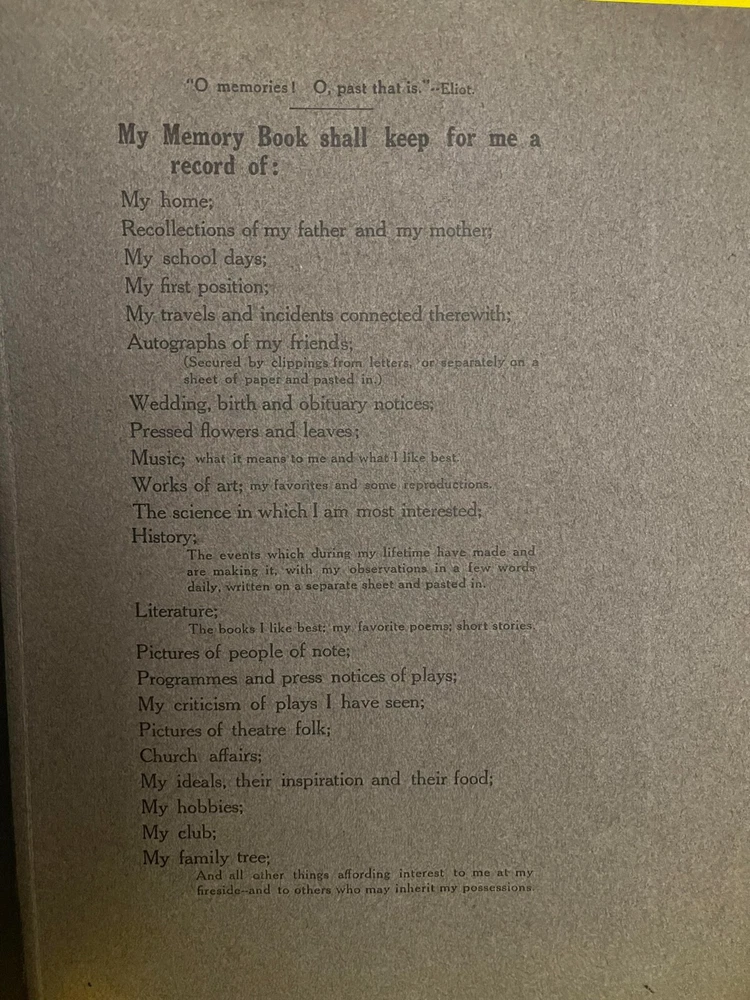 "O memories! O, past that is."--Eliot.
My Memory Book shall keep for me a
record of:
My home;
Recollections of my father and my mother;
My school days;
My first position;
My travels and incidents connected therewith;
Autographs of my friends;
(Secured by clippings from letters, or separately on a
sheet of paper and pasted in.)
Wedding, birth and obituary notices;
Pressed flowers and leaves;
Music; what it means to me and what I like best.
Works of art; my favorites and some reproductions.
The science in which I am most interested;
History;
The events which during my lifetime have made and
are making it, with my observations in a few words
daily, written on a separate sheet and pasted in.
Literature;
The books I like best; my favorite poems; short stories.
Pictures of people of note;
Programmes and press notices of plays;
My criticism of plays I have seen;
Pictures of theatre folk;
Church affairs;
My ideals, their inspiration and their food;
My hobbies;
My club;
My family tree;
And all other things affording interest to me at my
fireside--and to others who may inherit my possessions.